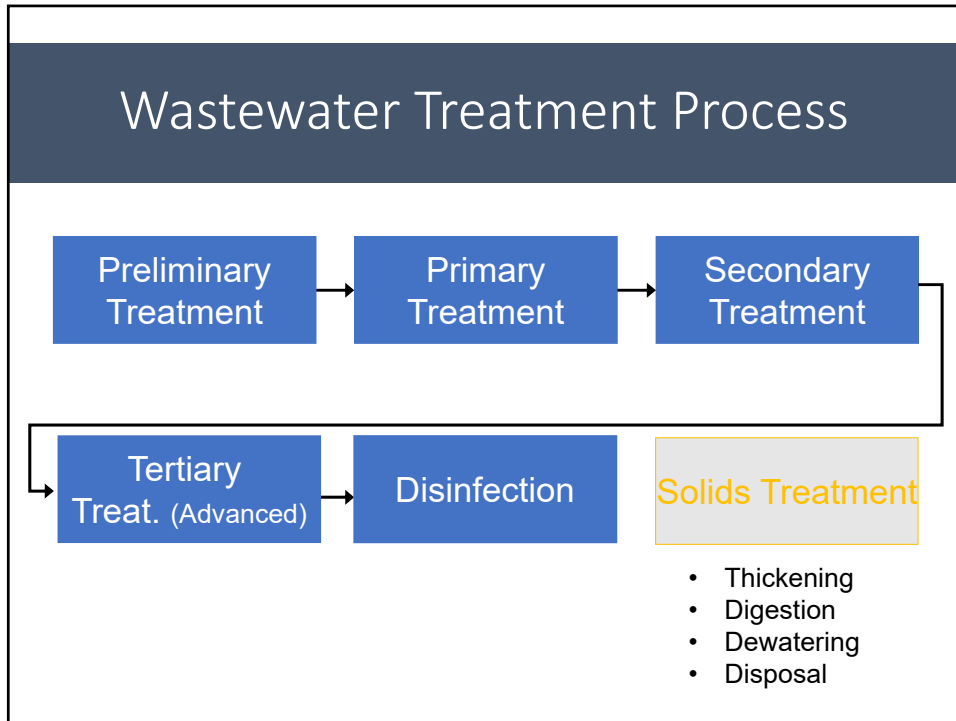 Wastewater Treatment Process
Preliminary
Treatment
Primary
Treatment
Secondary
Treatment
Tertiary
Treat. (Advanced)
Disinfection
Solids Treatment
• Thickening
• Digestion
• Dewatering
• Disposal